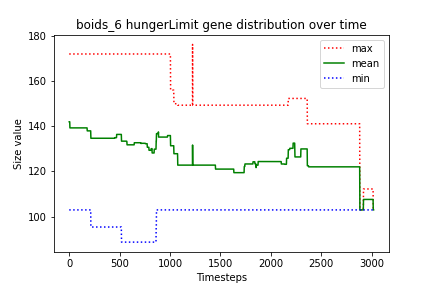 boids_6 hungerLimit gene distribution over time
180
160
140
120
100
Size value
max
mean
min
0
500
1000
1500
2000
2500
3000
Timesteps